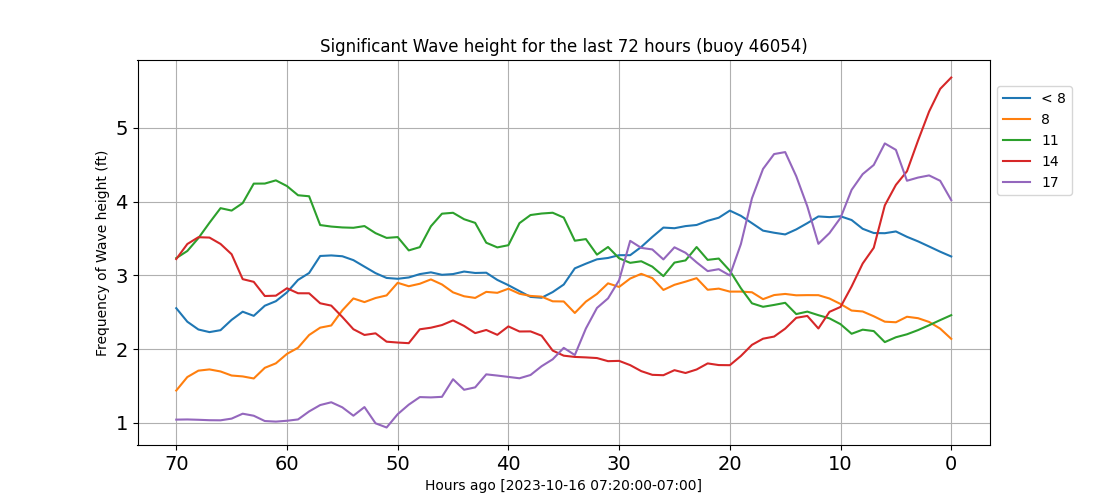 Significant Wave height for the last 72 hours (buoy 46054)
Frequency of Wave height (ft)
5
4
3
2
1
70 60 50 40 30 20 10 0
Hours ago [2023-10-16 07:20:00-07:00]
< 8
8
11
14
17